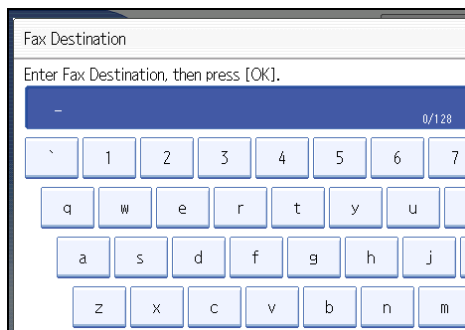 Fax Destination
Enter Fax Destination, then press [OK].
_
0/128
` 1 2 3 4 5 6 7
q w e r t y u
a s d f g h j
z x c v b n m